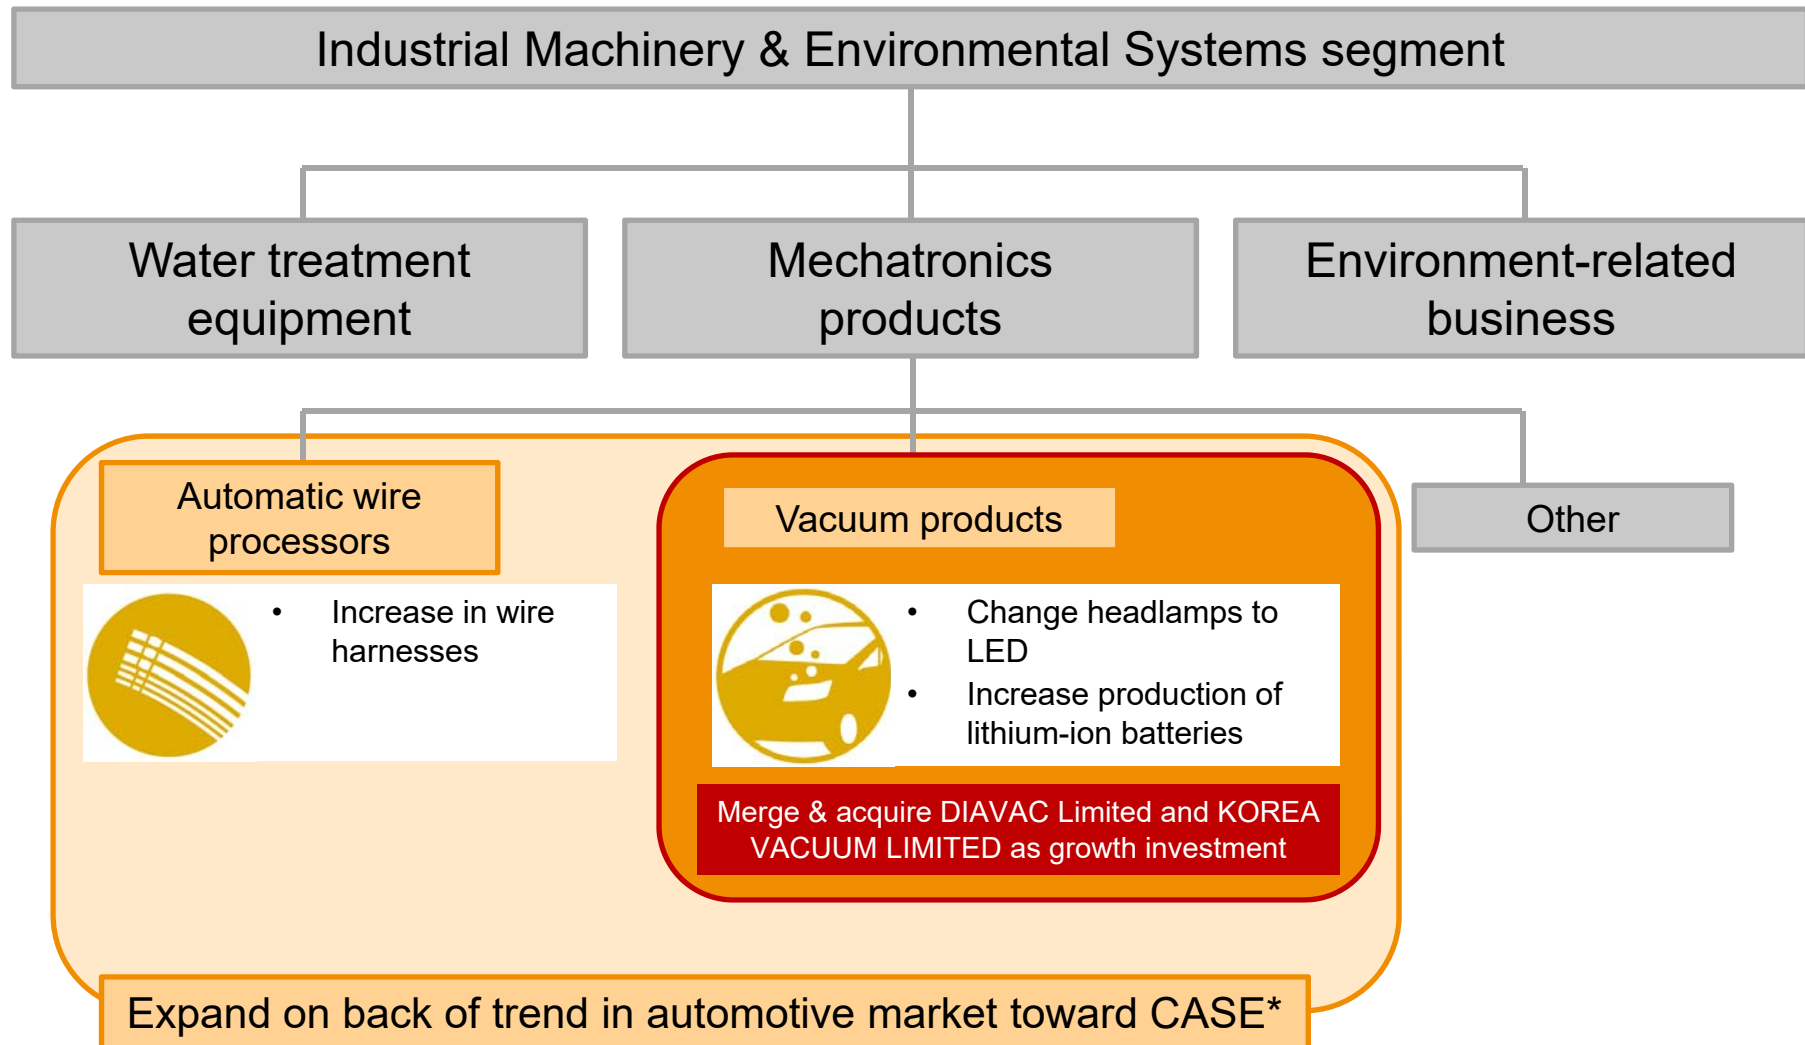 Industrial Machinery & Environmental Systems segment
Water treatment
equipment
Mechatronics
products
Environment-related
business
Automatic wire
processors
• Increase in wire
harnesses
Vacuum products
• Change headlamps to
LED
• Increase production of
lithium-ion batteries
Merge & acquire DIAVAC Limited and KOREA
VACUUM LIMITED as growth investment
Other
Expand on back of trend in automotive market toward CASE*